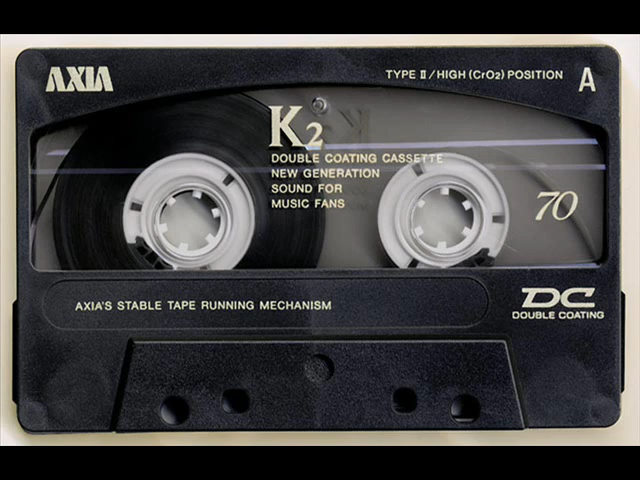 AXIA
TYPE II/HIGH (CrO2) POSITION
A
K2
DOUBLE COATING CASSETTE
NEW GENERATION
SOUND FOR
MUSIC FANS
70
AXIA'S STABLE TAPE RUNNING MECHANISM
DC
DOUBLE COATING